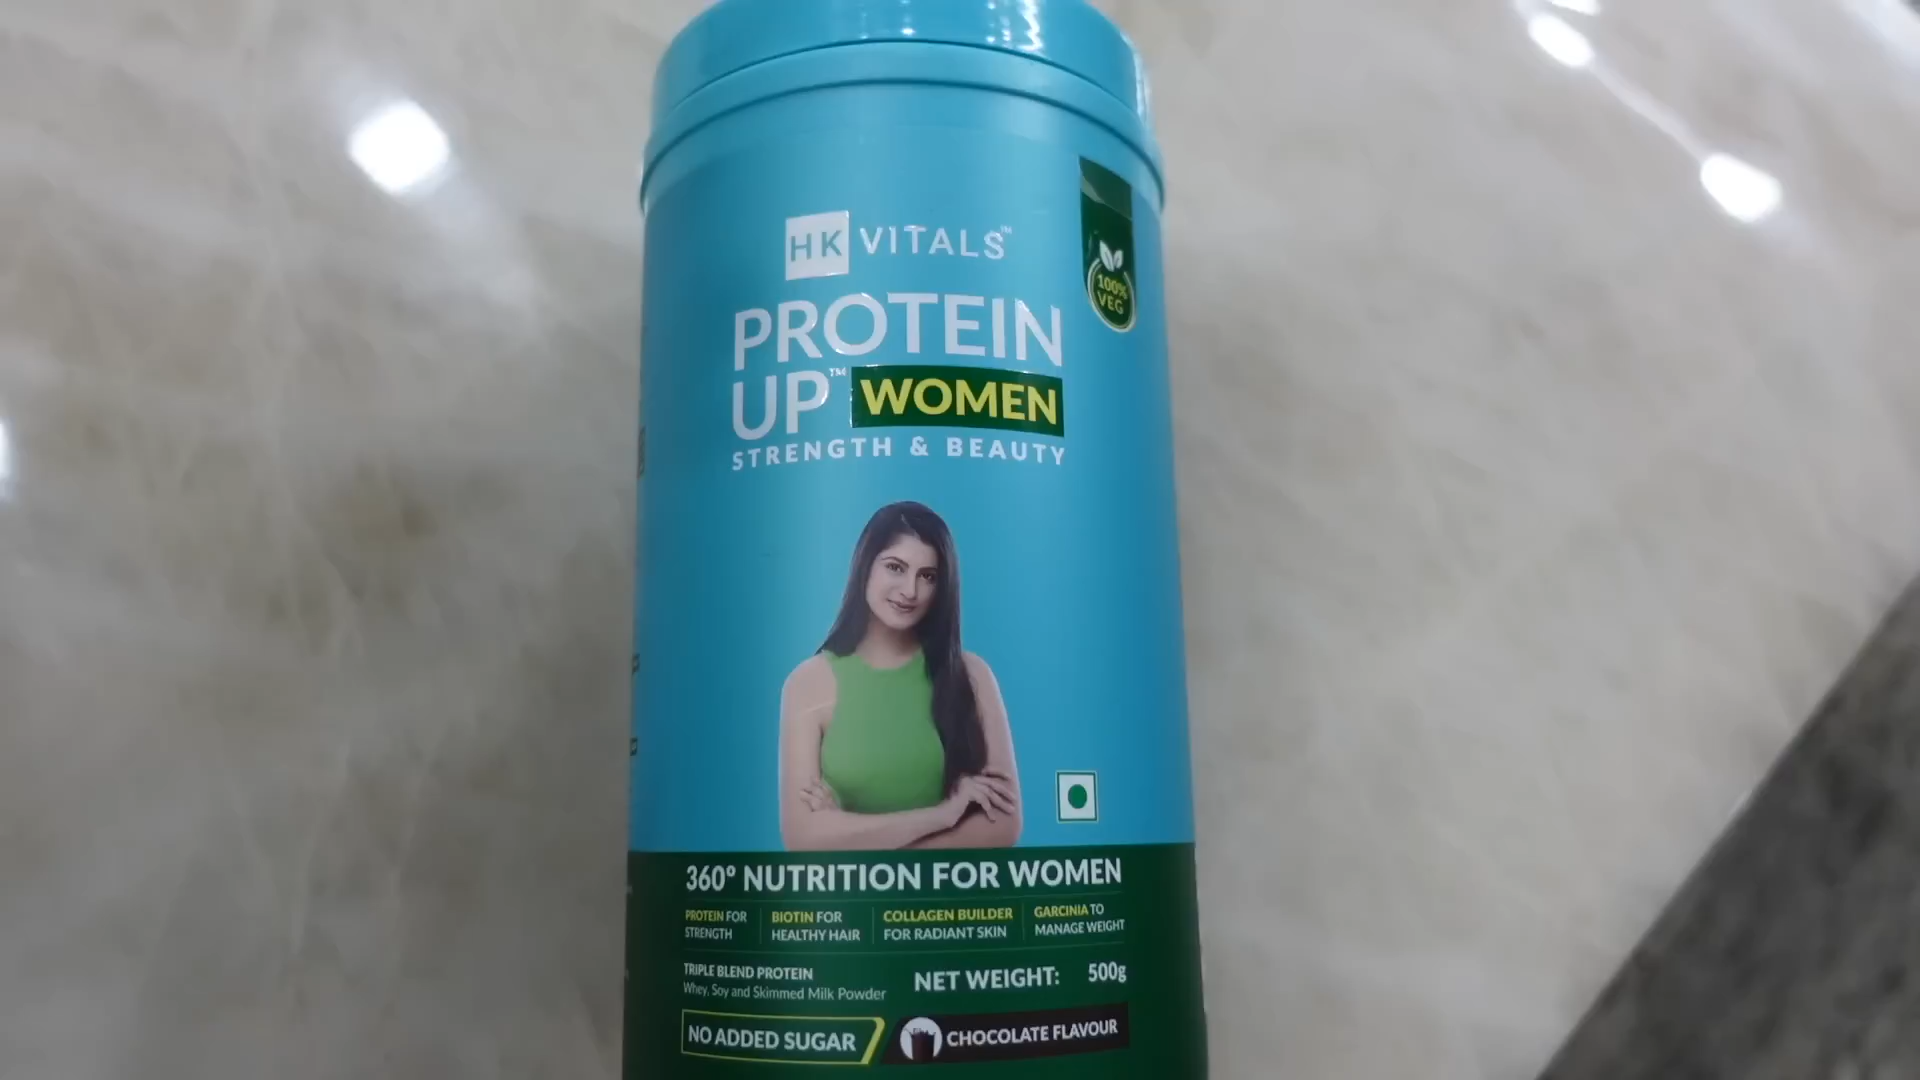 HK VITALS™
100%
VEG
PROTEIN
UP™ WOMEN
STRENGTH & BEAUTY
360° NUTRITION FOR WOMEN
PROTEIN FOR
STRENGTH
BIOTIN FOR
HEALTHY HAIR
COLLAGEN BUILDER
FOR RADIANT SKIN
GARCINIA TO
MANAGE WEIGHT
TRIPLE BLEND PROTEIN
Whey, Soy and Skimmed Milk Powder
NET WEIGHT: 500g
NO ADDED SUGAR
CHOCOLATE FLAVOUR